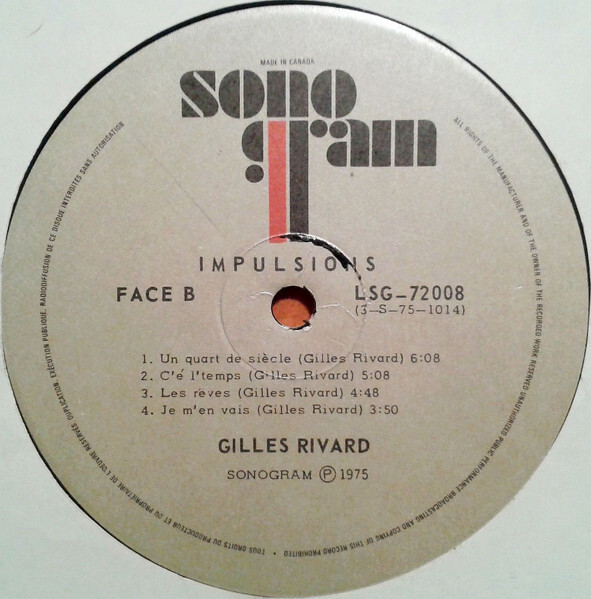 MADE IN CANADA
sono
gram
IMPULSIONS
FACE B
LSG-72008
(3-S-75-1014)
1. Un quart de siècle (Gilles Rivard) 6:08
2. C'é l'temps (Gilles Rivard) 5:08
3. Les rêves (Gilles Rivard) 4:48
4. Je m'en vais (Gilles Rivard) 3:50
GILLES RIVARD
SONOGRAM Ⓟ 1975
ALL RIGHTS OF THE MANUFACTURER AND OF THE OWNER OF THE RECORDED WORK RESERVED UNAUTHORIZED PUBLIC PERFORMANCE BROADCASTING AND COPYING OF THIS RECORD PROHIBITED •
TOUS DROITS DU PRODUCTEUR ET DU PROPRIÉTAIRE DE L'OEUVRE RÉSERVÉS. DUPLICATION, EXÉCUTION PUBLIQUE, RADIODIFFUSION DE CE DISQUE INTERDITES SANS AUTORISATION